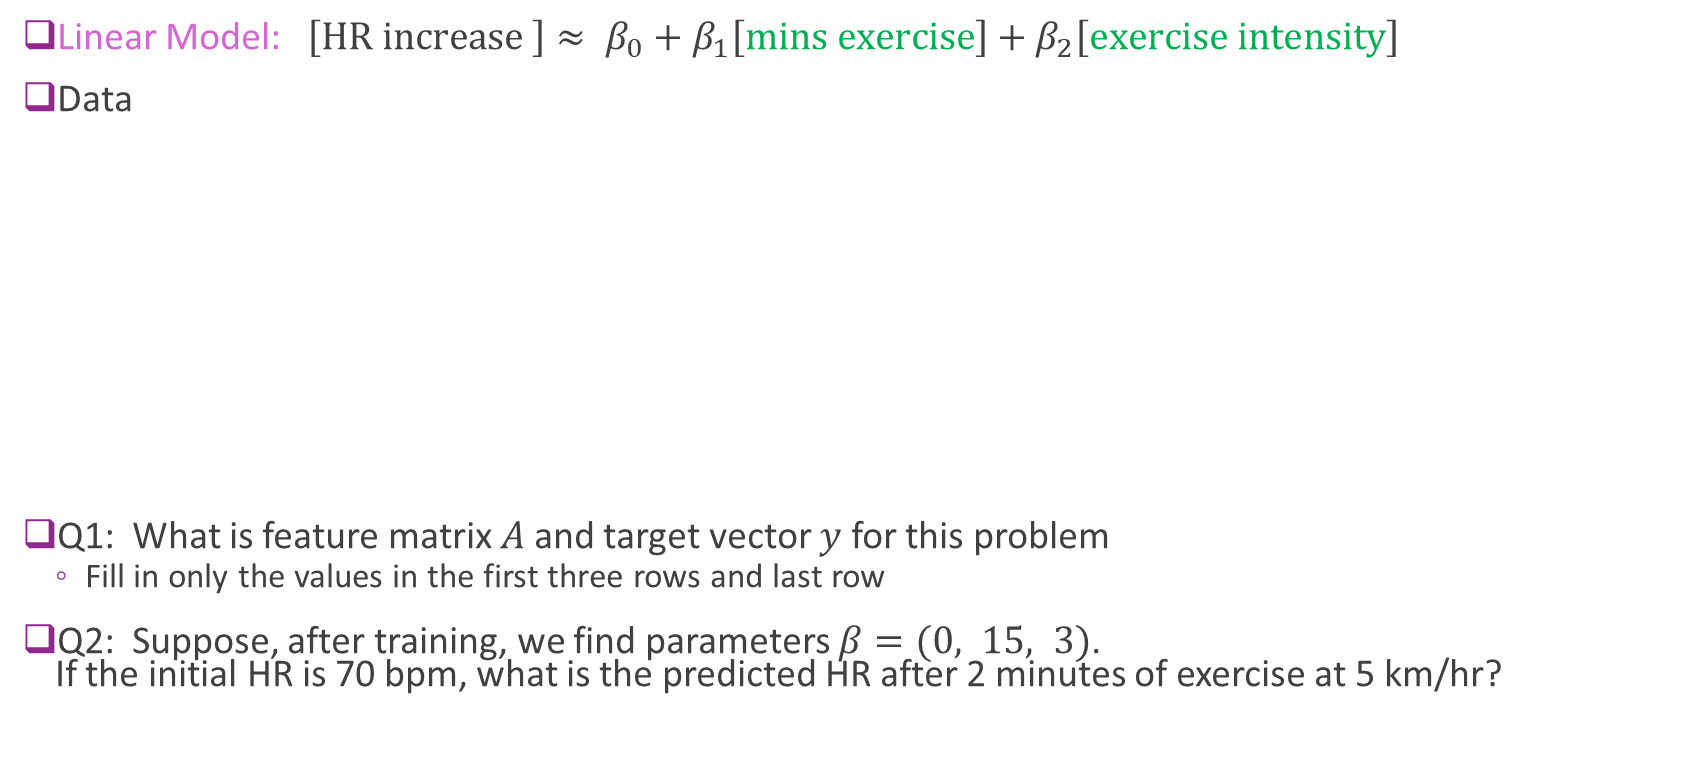 ❑Linear Model: [HR increase ] ≈ β₀ + β₁[mins exercise] + β₂[exercise intensity]
❑Data
❑Q1: What is feature matrix A and target vector y for this problem
◦ Fill in only the values in the first three rows and last row
❑Q2: Suppose, after training, we find parameters β = (0, 15, 3).
If the initial HR is 70 bpm, what is the predicted HR after 2 minutes of exercise at 5 km/hr?